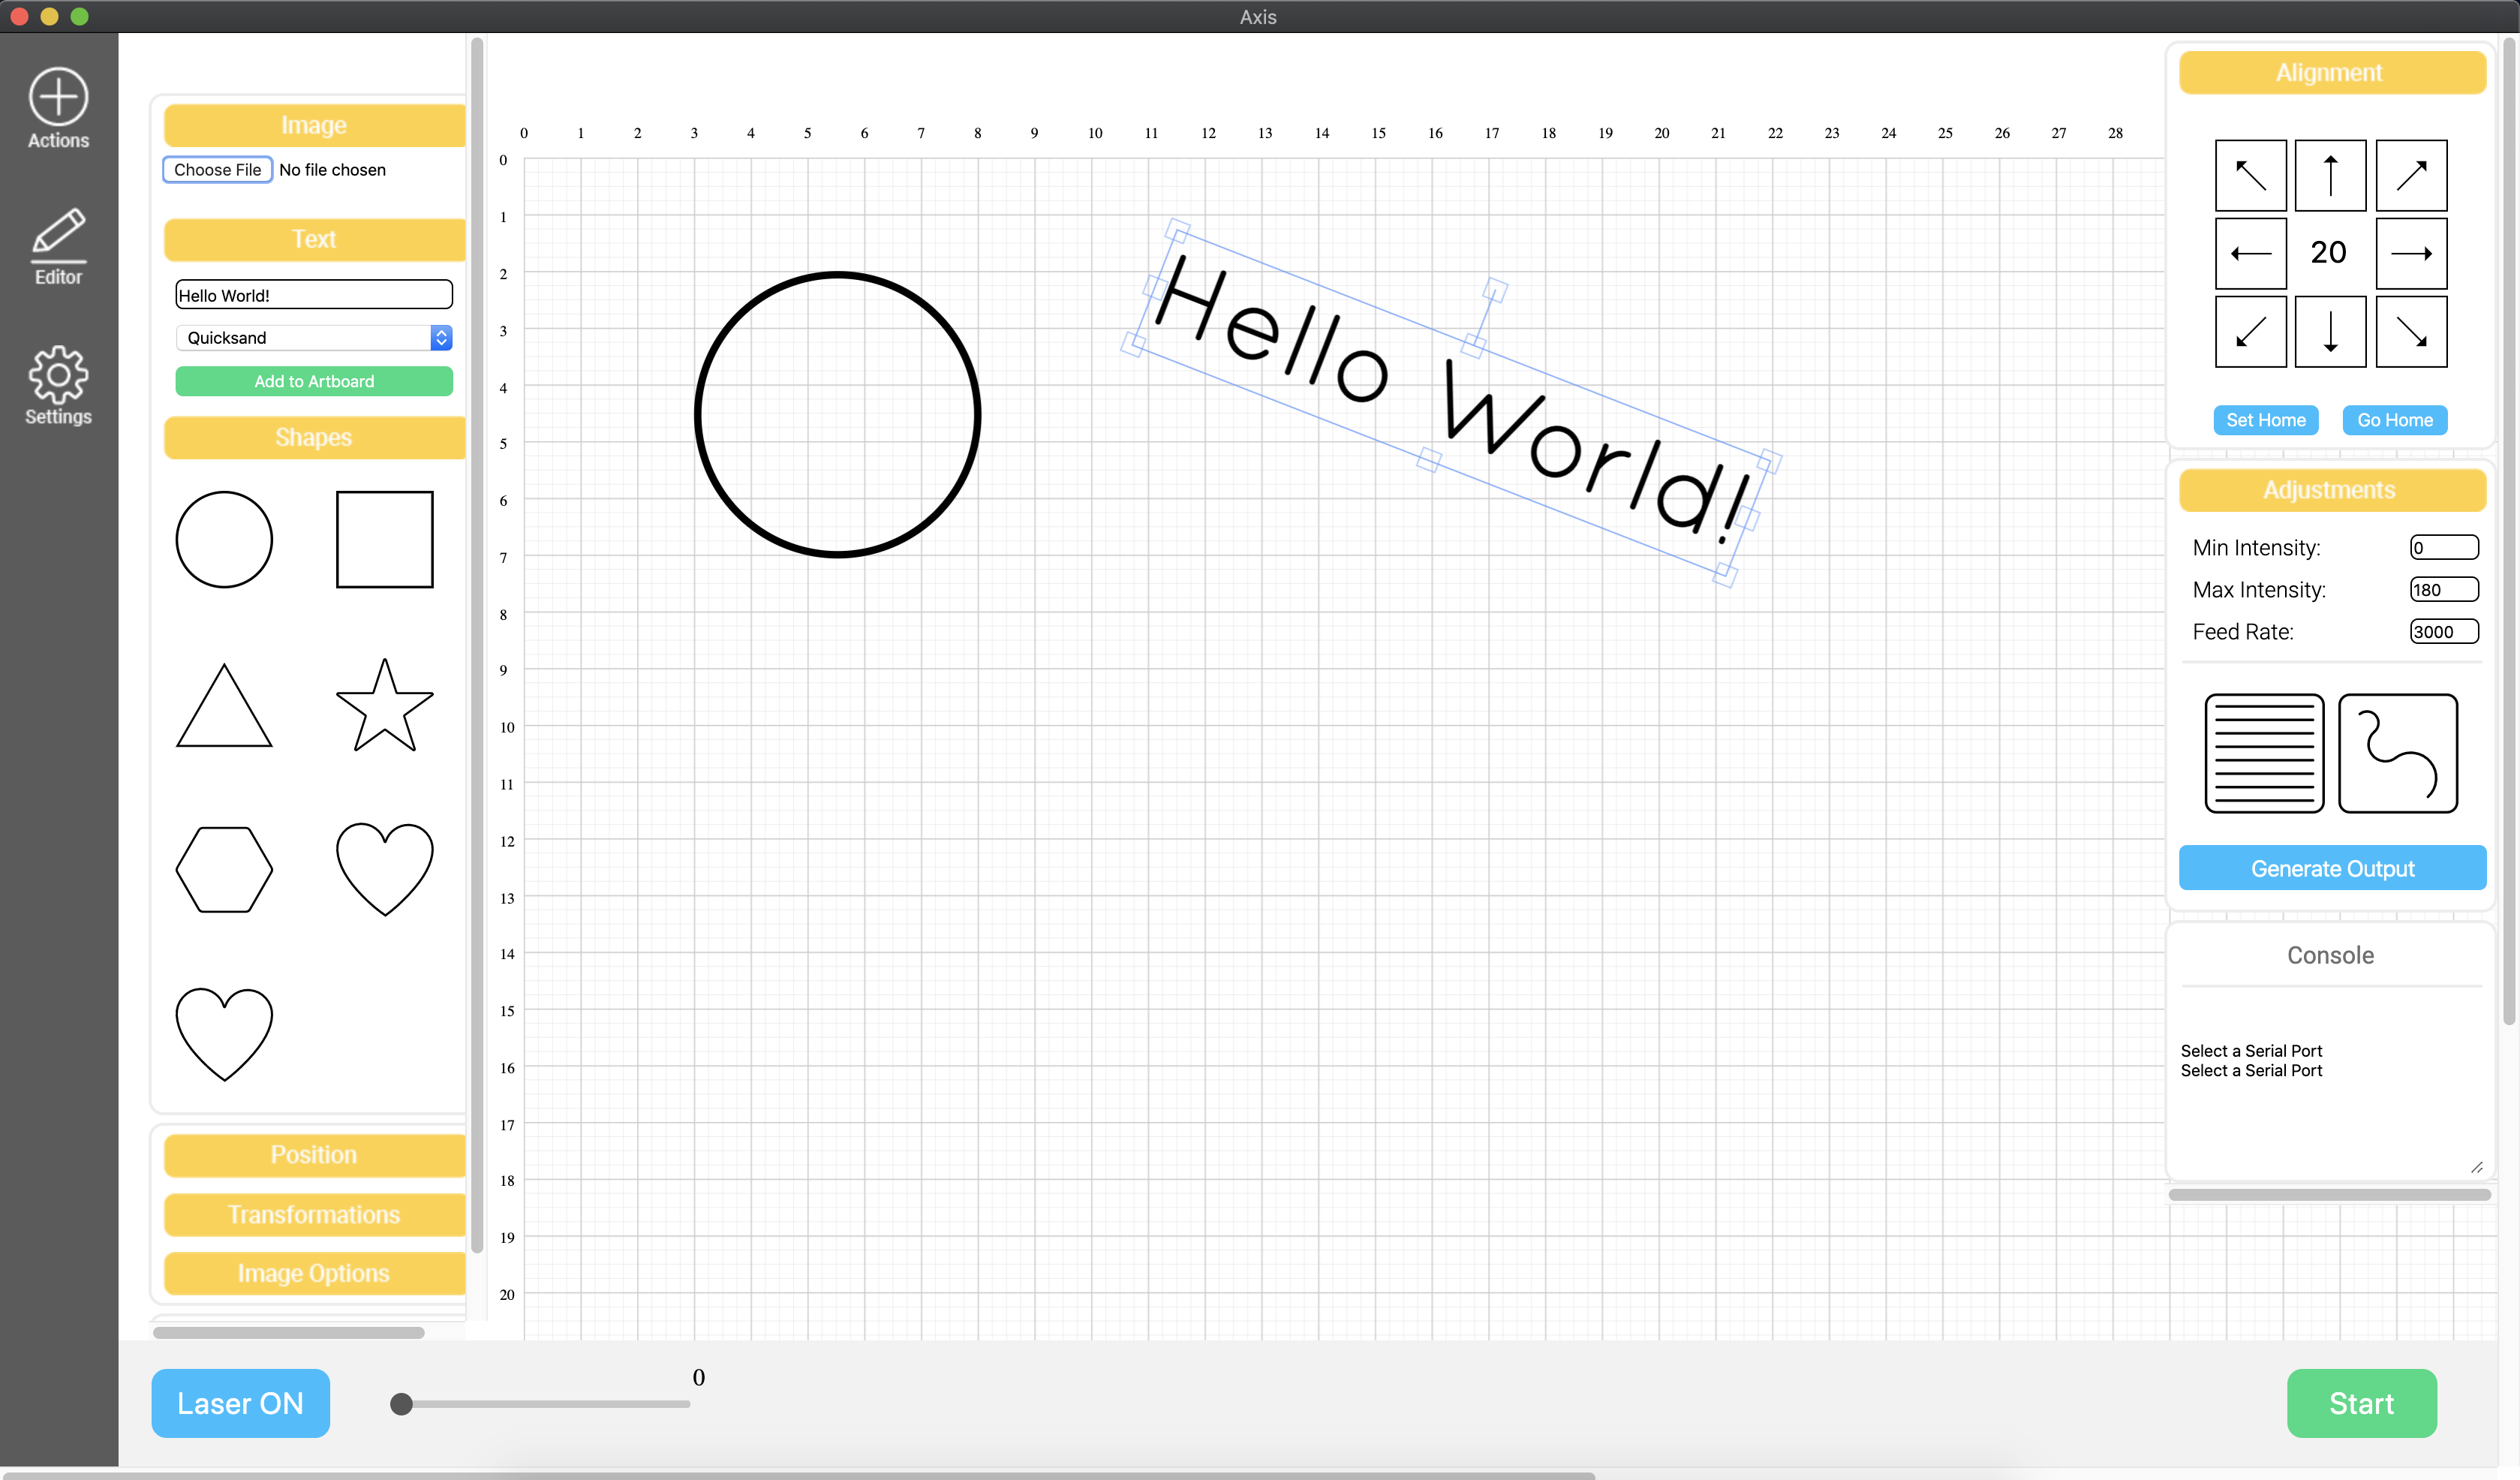 Axis
Actions
Editor
Settings
Image
Choose File No file chosen
Text
Hello World!
Quicksand
Add to Artboard
Shapes
Position
Transformations
Image Options
0 1 2 3 4 5 6 7 8 9 10 11 12 13 14 15 16 17 18 19 20 21 22 23 24 25 26 27 28
0
1
2
3
4
5
6
7
8
9
10
11
12
13
14
15
16
17
18
19
20
Hello World!
Alignment
20
Set Home Go Home
Adjustments
Min Intensity: 0
Max Intensity: 180
Feed Rate: 3000
Generate Output
Console
Select a Serial Port
Select a Serial Port
Laser ON
0
Start